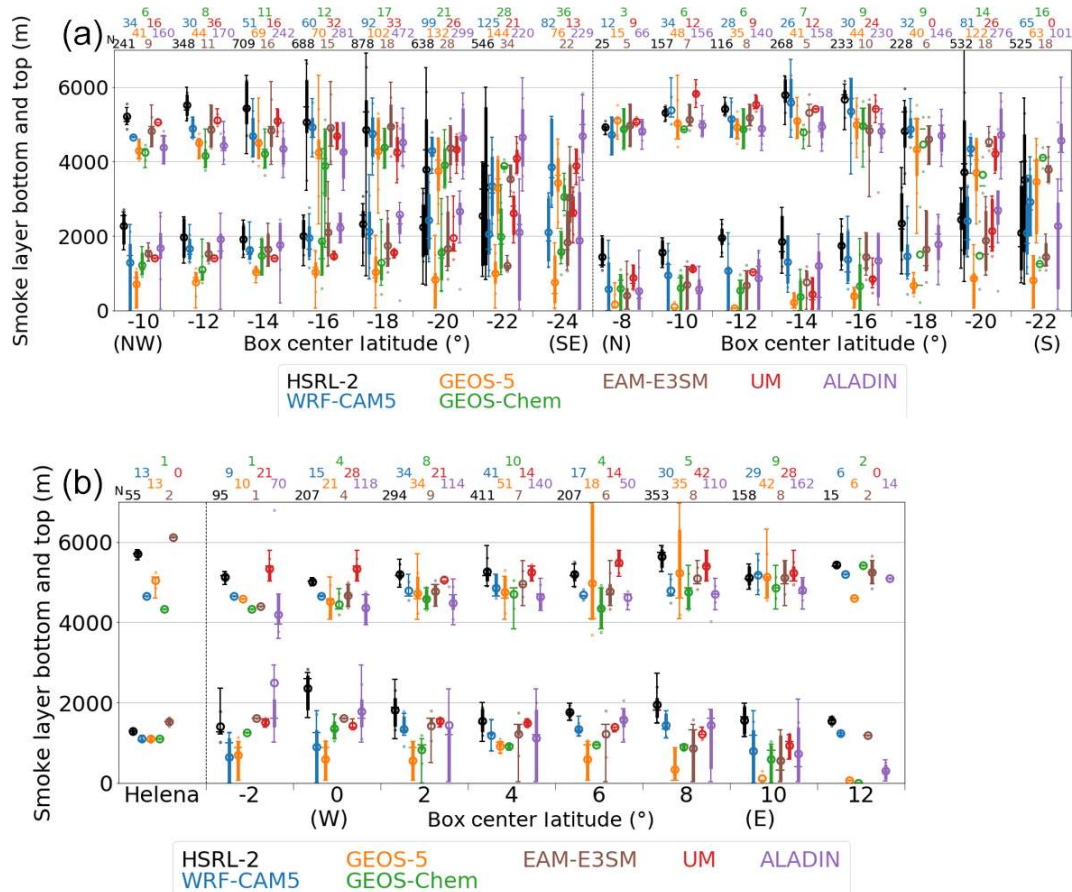 (a)
6 8 11 12 17 21 28 36 3 6 6 7 9 9 14 16
34 16 30 36 51 16 60 32 92 33 99 26 125 21 82 13 12 9 34 12 28 9 26 12 30 24 32 0 81 26 65 0
41 160 44 170 69 242 70 281 102 472 132 299 144 220 76 229 15 66 48 156 35 140 41 158 44 230 40 146 122 276 63 101
N 241 9 348 11 709 16 688 15 878 18 638 28 546 34 22 25 5 157 7 116 8 268 5 233 10 228 6 532 18 525 18
Smoke layer bottom and top (m)
6000
4000
2000
0
-10 -12 -14 -16 -18 -20 -22 -24 -8 -10 -12 -14 -16 -18 -20 -22
(NW) Box center latitude (°) (SE) (N) Box center latitude (°) (S)
HSRL-2 GEOS-5 EAM-E3SM UM ALADIN
WRF-CAM5 GEOS-Chem
(b)
1 1 4 8 10 4 5 9 2
13 0 9 21 15 28 34 21 41 14 17 14 30 42 29 28 6 0
13 10 70 21 118 29 114 51 140 18 50 35 110 42 162 6 14
N 55 2 95 1 207 4 294 9 411 7 207 6 353 8 158 8 15 2
Smoke layer bottom and top (m)
6000
4000
2000
0
Helena -2 0 2 4 6 8 10 12
(W) Box center latitude (°) (E)
HSRL-2 GEOS-5 EAM-E3SM UM ALADIN
WRF-CAM5 GEOS-Chem